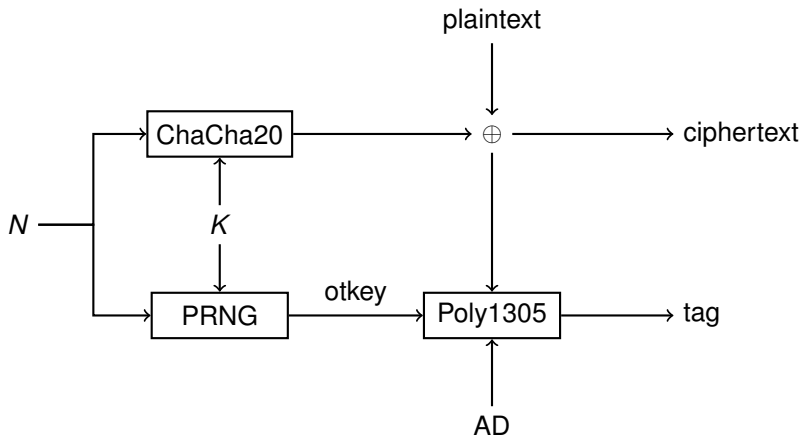 plaintext
ChaCha20
⊕
ciphertext
N
K
otkey
PRNG
Poly1305
tag
AD